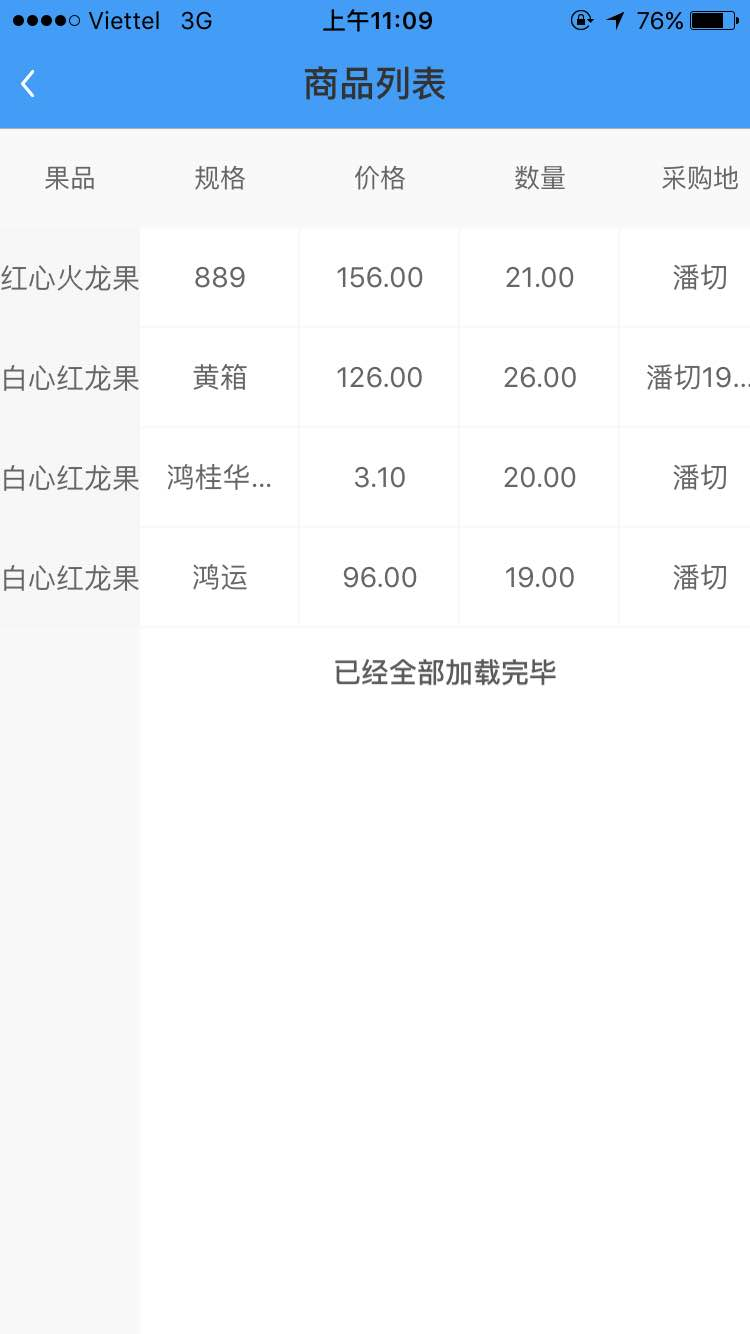 Viettel 3G 上午11:09 76%
商品列表
果品 规格 价格 数量 采购地
红心火龙果 889 156.00 21.00 潘切
白心红龙果 黄箱 126.00 26.00 潘切19...
白心红龙果 鸿桂华... 3.10 20.00 潘切
白心红龙果 鸿运 96.00 19.00 潘切
已经全部加载完毕